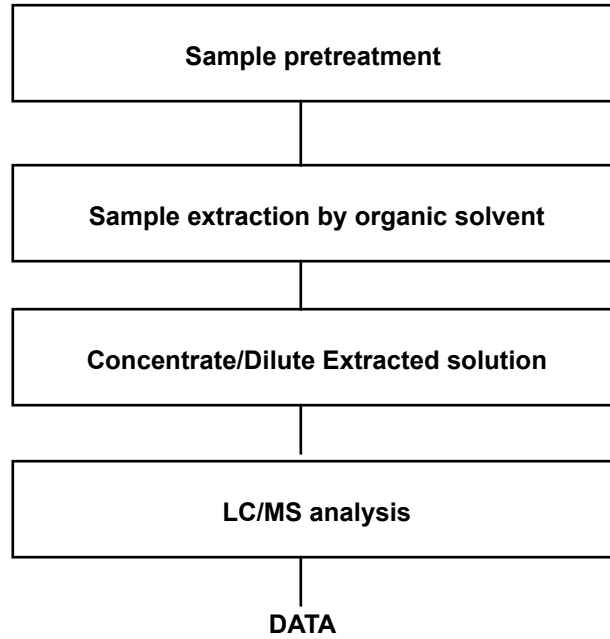 Sample pretreatment
Sample extraction by organic solvent
Concentrate/Dilute Extracted solution
LC/MS analysis
DATA